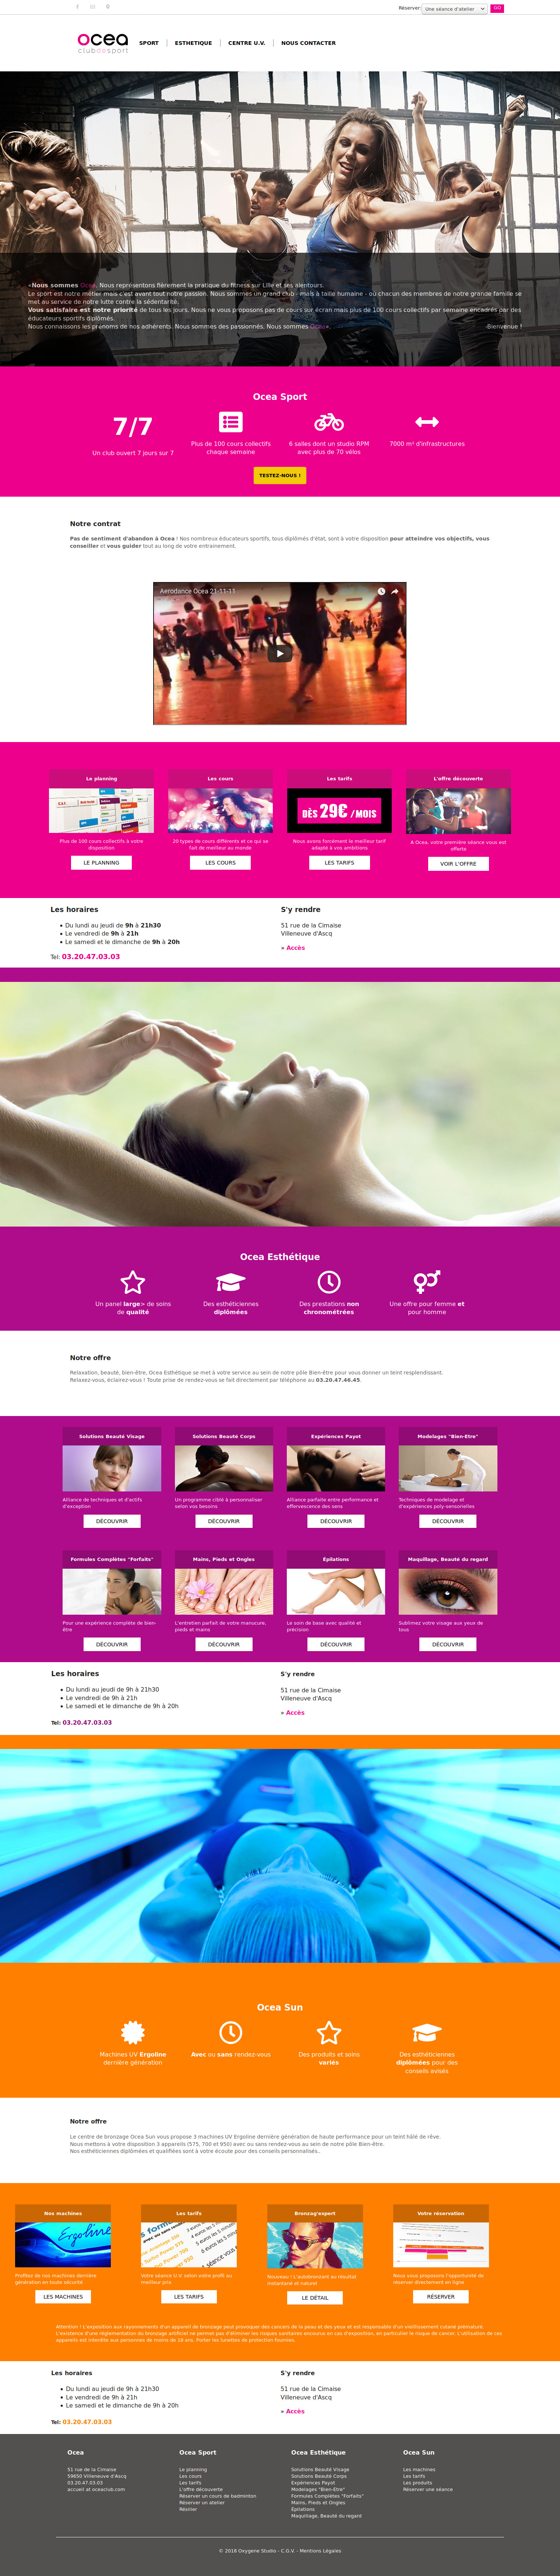 Réserver: Une séance d'atelier GO
ocea
clubdesport
SPORT
ESTHETIQUE
CENTRE U.V.
NOUS CONTACTER
«Nous sommes Ocea. Nous représentons fièrement la pratique du fitness sur Lille et ses alentours.
Le sport est notre métier mais c'est avant tout notre passion. Nous sommes un grand club - mais à taille humaine - où chacun des membres de notre grande famille se
met au service de notre lutte contre la sédentarité.
Vous satisfaire est notre priorité de tous les jours. Nous ne vous proposons pas de cours sur écran mais plus de 100 cours collectifs par semaine encadrés par des
éducateurs sportifs diplômés.
Nous connaissons les prénoms de nos adhérents. Nous sommes des passionnés. Nous sommes Ocea».
Bienvenue !
Ocea Sport
7/7
Un club ouvert 7 jours sur 7
Plus de 100 cours collectifs
chaque semaine
6 salles dont un studio RPM
avec plus de 70 vélos
7000 m² d'infrastructures
TESTEZ-NOUS !
Notre contrat
Pas de sentiment d'abandon à Ocea ! Nos nombreux éducateurs sportifs, tous diplômés d'état, sont à votre disposition pour atteindre vos objectifs, vous
conseiller et vous guider tout au long de votre entrainement.
Aerodance Ocea 21-11-11
Le planning
Plus de 100 cours collectifs à votre
disposition
LE PLANNING
Les cours
20 types de cours différents et ce qui se
fait de meilleur au monde
LES COURS
Les tarifs
DÈS 29€ /MOIS
Nous avons forcément le meilleur tarif
adapté à vos ambitions
LES TARIFS
L'offre découverte
A Ocea, votre première séance vous est
offerte
VOIR L'OFFRE
Les horaires
Du lundi au jeudi de 9h à 21h30
Le vendredi de 9h à 21h
Le samedi et le dimanche de 9h à 20h
Tel: 03.20.47.03.03
S'y rendre
51 rue de la Cimaise
Villeneuve d'Ascq
» Accès
Ocea Esthétique
Un panel large> de soins
de qualité
Des esthéticiennes
diplômées
Des prestations non
chronométrées
Une offre pour femme et
pour homme
Notre offre
Relaxation, beauté, bien-être, Ocea Esthétique se met à votre service au sein de notre pôle Bien-être pour vous donner un teint resplendissant.
Relaxez-vous, éclairez-vous ! Toute prise de rendez-vous se fait directement par téléphone au 03.20.47.46.45.
Solutions Beauté Visage
Alliance de techniques et d'actifs
d'exception
DÉCOUVRIR
Solutions Beauté Corps
Un programme ciblé à personnaliser
selon vos besoins
DÉCOUVRIR
Expériences Payot
Alliance parfaite entre performance et
effervescence des sens
DÉCOUVRIR
Modelages "Bien-Etre"
Techniques de modelage et
d'expériences poly-sensorielles
DÉCOUVRIR
Formules Complètes "Forfaits"
Pour une expérience complète de bien-
être
DÉCOUVRIR
Mains, Pieds et Ongles
L'entretien parfait de votre manucure,
pieds et mains
DÉCOUVRIR
Épilations
Le soin de base avec qualité et
précision
DÉCOUVRIR
Maquillage, Beauté du regard
Sublimez votre visage aux yeux de
tous
DÉCOUVRIR
Les horaires
Du lundi au jeudi de 9h à 21h30
Le vendredi de 9h à 21h
Le samedi et le dimanche de 9h à 20h
Tel: 03.20.47.03.03
S'y rendre
51 rue de la Cimaise
Villeneuve d'Ascq
» Accès
Ocea Sun
Machines UV Ergoline
dernière génération
Avec ou sans rendez-vous
Des produits et soins
variés
Des esthéticiennes
diplômées pour des
conseils avisés
Notre offre
Le centre de bronzage Ocea Sun vous propose 3 machines UV Ergoline dernière génération de haute performance pour un teint hâlé de rêve.
Nous mettons à votre disposition 3 appareils (575, 700 et 950) avec ou sans rendez-vous au sein de notre pôle Bien-être.
Nos esthéticiennes diplômées et qualifiées sont à votre écoute pour des conseils personnalisés..
Nos machines
Ergoline
Profitez de nos machines dernière
génération en toute sécurité
LES MACHINES
Les tarifs
Votre séance U.V. selon votre profil au
meilleur prix
LES TARIFS
Bronzag'expert
Nouveau ! L'autobronzant au résultat
instantané et naturel
LE DÉTAIL
Votre réservation
Nous vous proposons l'opportunité de
réserver directement en ligne
RÉSERVER
Attention ! L'exposition aux rayonnements d'un appareil de bronzage peut provoquer des cancers de la peau et des yeux et est responsable d'un vieillissement cutané prématuré.
L'existence d'une réglementation du bronzage artificiel ne permet pas d'éliminer les risques sanitaires encourus en cas d'exposition, en particulier le risque de cancer. L'utilisation de ces
appareils est interdite aux personnes de moins de 18 ans. Porter les lunettes de protection fournies.
Les horaires
Du lundi au jeudi de 9h à 21h30
Le vendredi de 9h à 21h
Le samedi et le dimanche de 9h à 20h
Tel: 03.20.47.03.03
S'y rendre
51 rue de la Cimaise
Villeneuve d'Ascq
» Accès
Ocea
51 rue de la Cimaise
59650 Villeneuve d'Ascq
03.20.47.03.03
accueil at oceaclub.com
Ocea Sport
Le planning
Les cours
Les tarifs
L'offre découverte
Réserver un cours de badminton
Réserver un atelier
Résilier
Ocea Esthétique
Solutions Beauté Visage
Solutions Beauté Corps
Expériences Payot
Modelages "Bien-Etre"
Formules Complètes "Forfaits"
Mains, Pieds et Ongles
Épilations
Maquillage, Beauté du regard
Ocea Sun
Les machines
Les tarifs
Les produits
Réserver une séance
© 2018 Oxygene Studio - C.G.V. - Mentions Légales